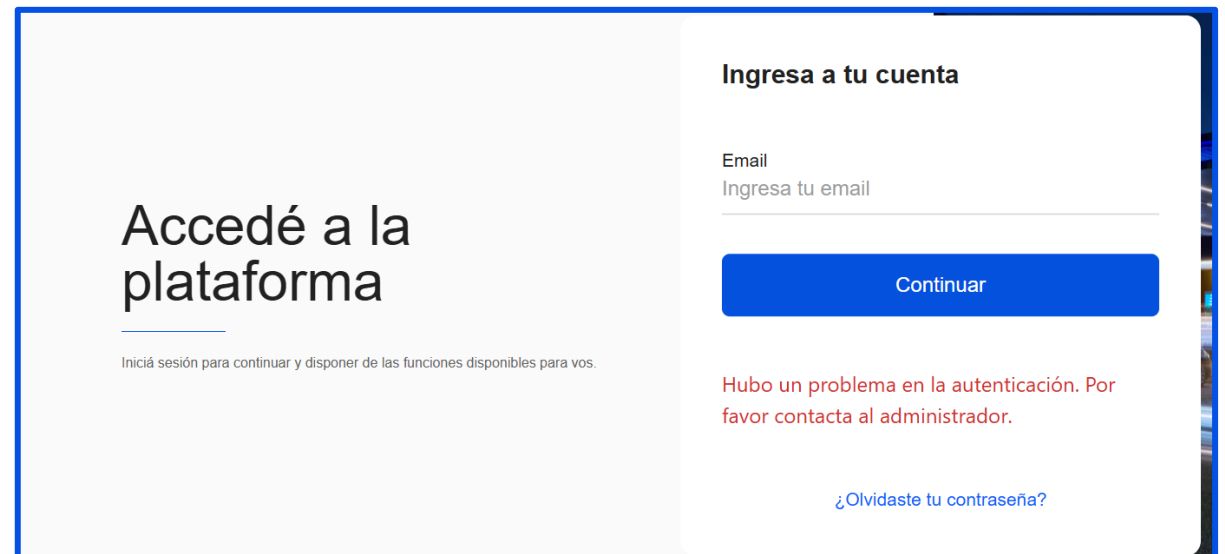 Accedé a la
plataforma
Iniciá sesión para continuar y disponer de las funciones disponibles para vos.
Ingresa a tu cuenta
Email
Ingresa tu email
Continuar
Hubo un problema en la autenticación. Por
favor contacta al administrador.
¿Olvidaste tu contraseña?